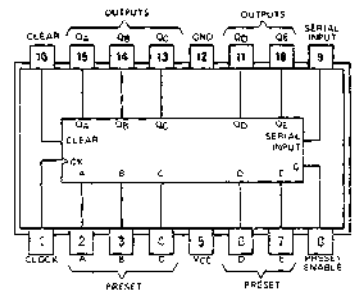 OUTPUTS OUTPUTS
CLEAR QA QB QC GND QD QE SERIAL INPUT
16 15 14 13 12 11 10 9
QA QB QC QD QE
CLEAR SERIAL INPUT
CK
A B C D E
1 2 3 4 5 6 7 8
CLOCK A B C VCC D E PRESET ENABLE
PRESET PRESET